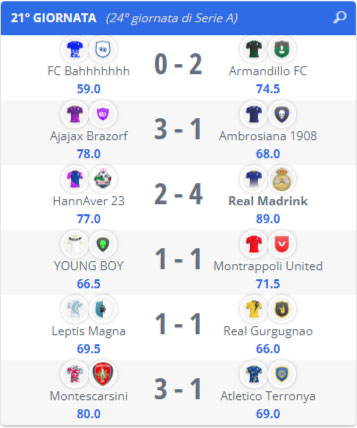 21° GIORNATA (24° giornata di Serie A)
FC Bahhhhhhh 0 - 2 Armandillo FC
59.0 74.5
Ajajax Brazorf 3 - 1 Ambrosiana 1908
78.0 68.0
HannAver 23 2 - 4 Real Madrink
77.0 89.0
YOUNG BOY 1 - 1 Montrappoli United
66.5 71.5
Leptis Magna 1 - 1 Real Gurgugnao
69.5 66.0
Montescarsini 3 - 1 Atletico Terronya
80.0 69.0